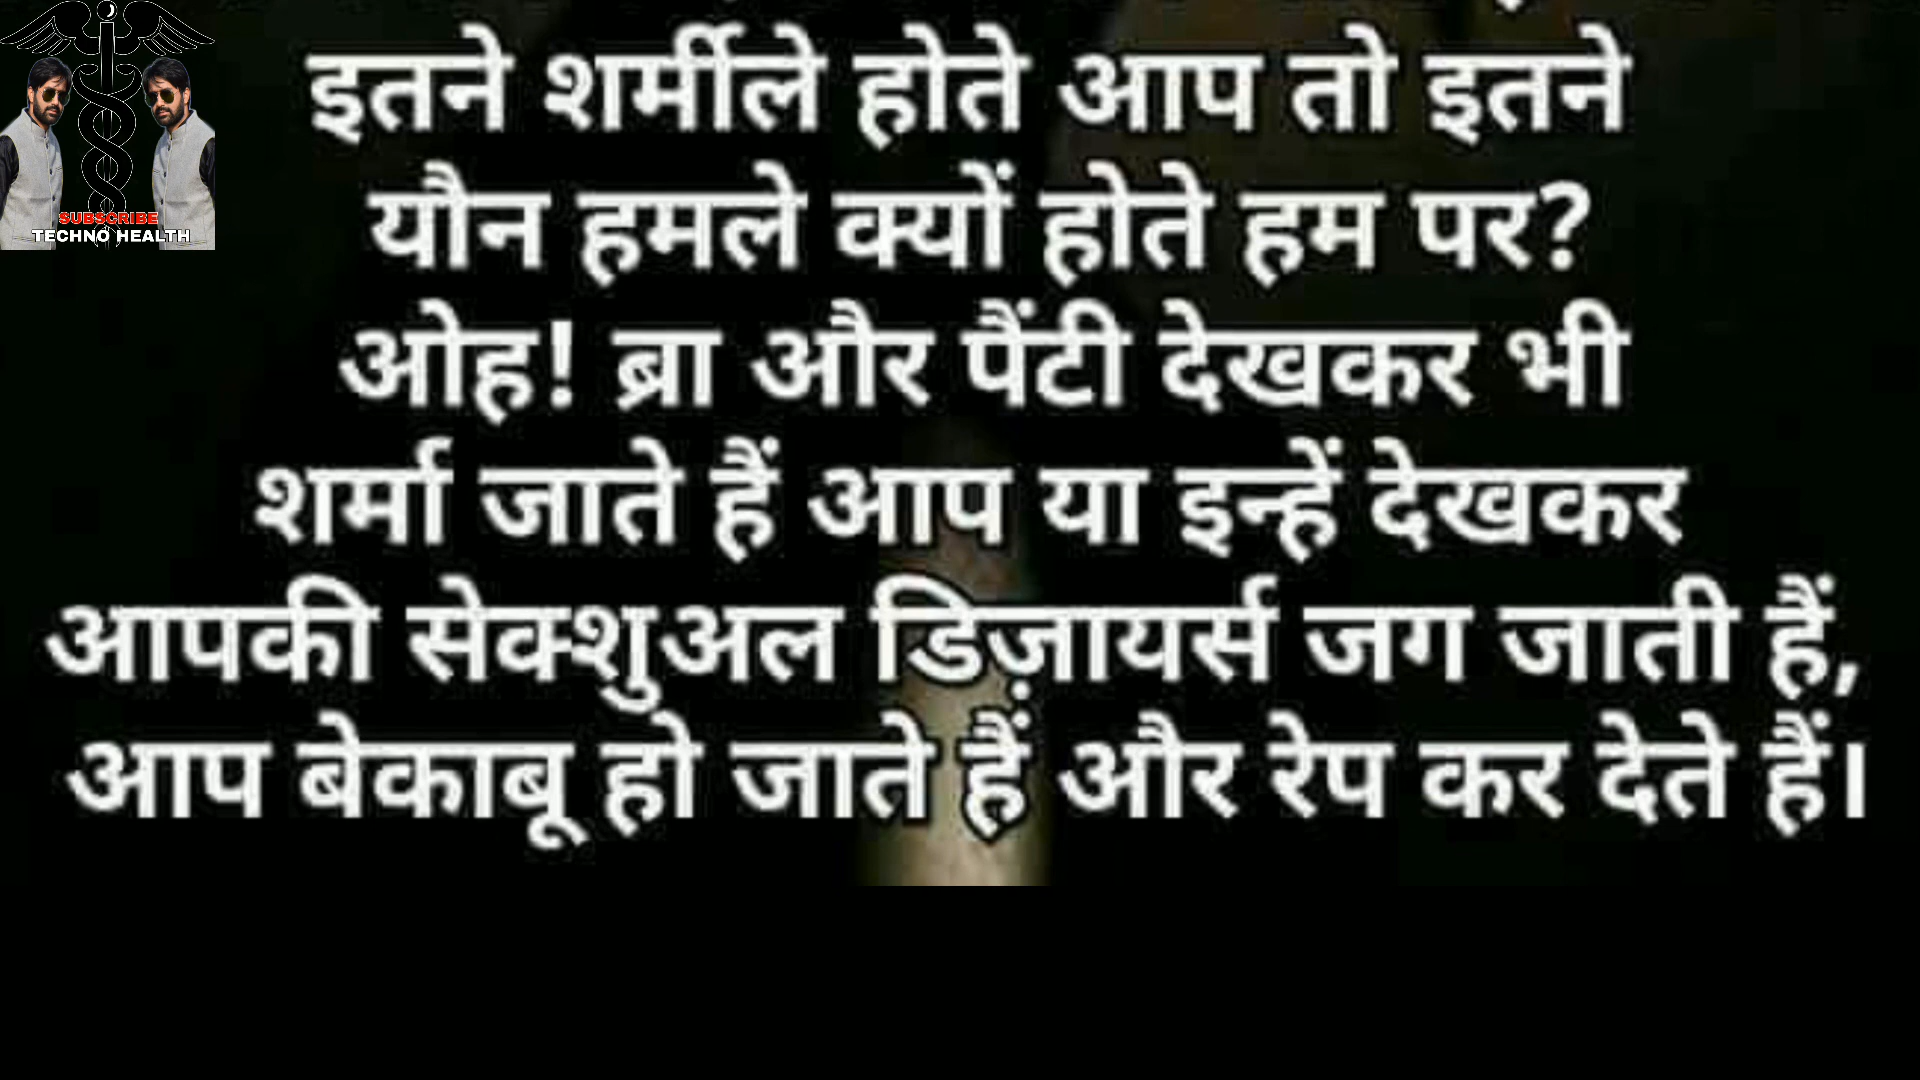 इतने शर्मीले होते आप तो इतने
यौन हमले क्यों होते हम पर?
ओह! ब्रा और पैंटी देखकर भी
शर्मा जाते हैं आप या इन्हें देखकर
आपकी सेक्शुअल डिज़ायर्स जग जाती हैं,
आप बेकाबू हो जाते हैं और रेप कर देते हैं।
SUBSCRIBE
TECHNO HEALTH